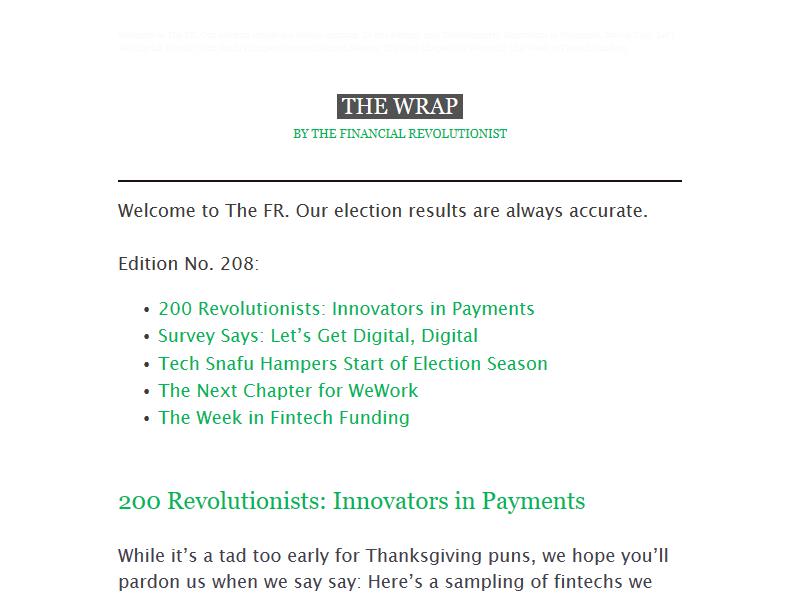 THE WRAP
BY THE FINANCIAL REVOLUTIONIST
Welcome to The FR. Our election results are always accurate.
Edition No. 208:
• 200 Revolutionists: Innovators in Payments
• Survey Says: Let’s Get Digital, Digital
• Tech Snafu Hampers Start of Election Season
• The Next Chapter for WeWork
• The Week in Fintech Funding
200 Revolutionists: Innovators in Payments
While it’s a tad too early for Thanksgiving puns, we hope you’ll
pardon us when we say say: Here’s a sampling of fintechs we